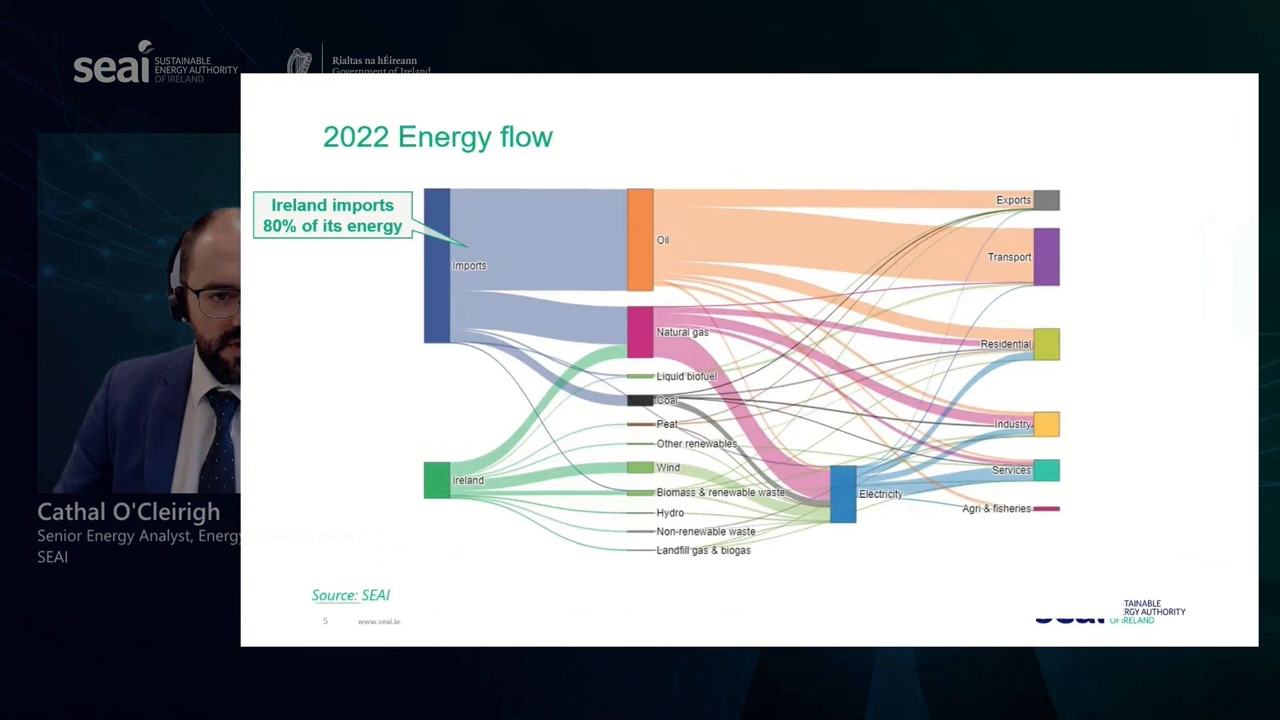 seai
SUSTAINABLE
ENERGY AUTHORITY
OF IRELAND
Rialtas na hÉireann
Government of Ireland
2022 Energy flow
Ireland imports
80% of its energy
Imports
Ireland
Oil
Natural gas
Liquid biofuel
Coal
Peat
Other renewables
Wind
Biomass & renewable waste
Hydro
Non-renewable waste
Landfill gas & biogas
Electricity
Exports
Transport
Residential
Industry
Services
Agri & fisheries
Cathal O'Cleirigh
Senior Energy Analyst, Energy
SEAI
Source: SEAI
5 www.seai.ie
TAINABLE
RGY AUTHORITY
OF IRELAND